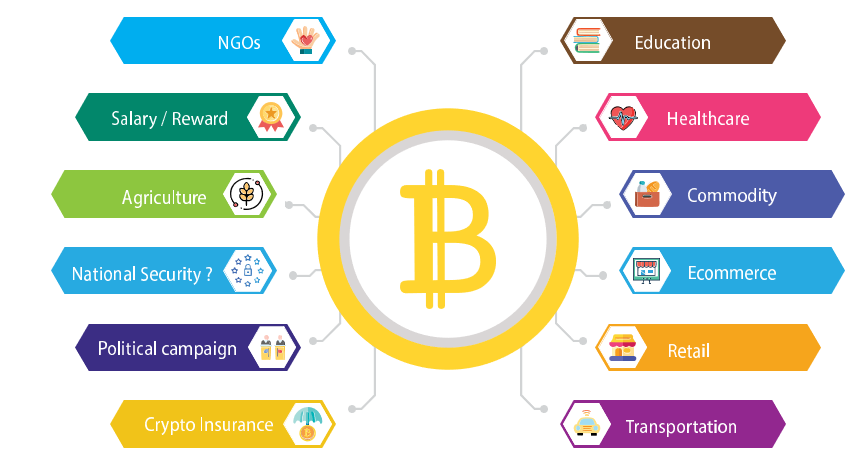 NGOs
Salary / Reward
Agriculture
National Security ?
Political campaign
Crypto Insurance
Education
Healthcare
Commodity
Ecommerce
Retail
Transportation